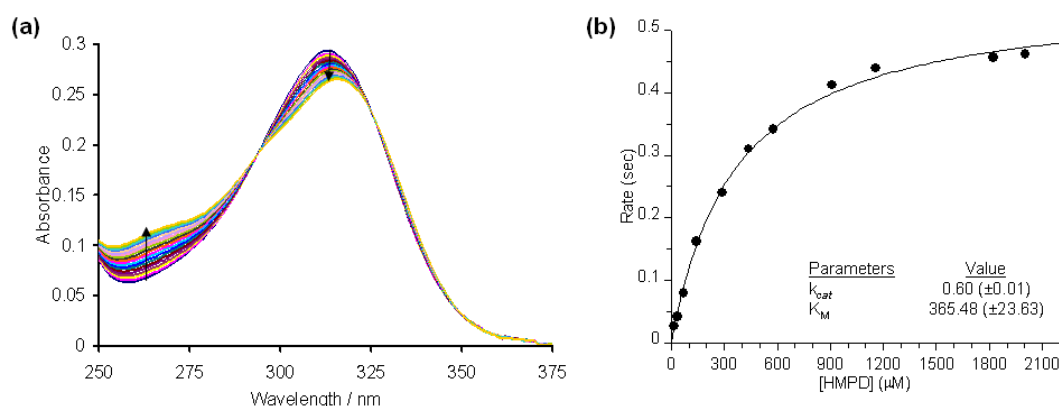 (a)
0.3
0.25
0.2
0.15
0.1
0.05
0
Absorbance
250 275 300 325 350 375
Wavelength / nm
(b)
0.5
0.4
0.3
0.2
0.1
0
Rate (sec)
Parameters Value
kcat 0.60 (±0.01)
KM 365.48 (±23.63)
0 300 600 900 1200 1500 1800 2100
[HMPD] (µM)